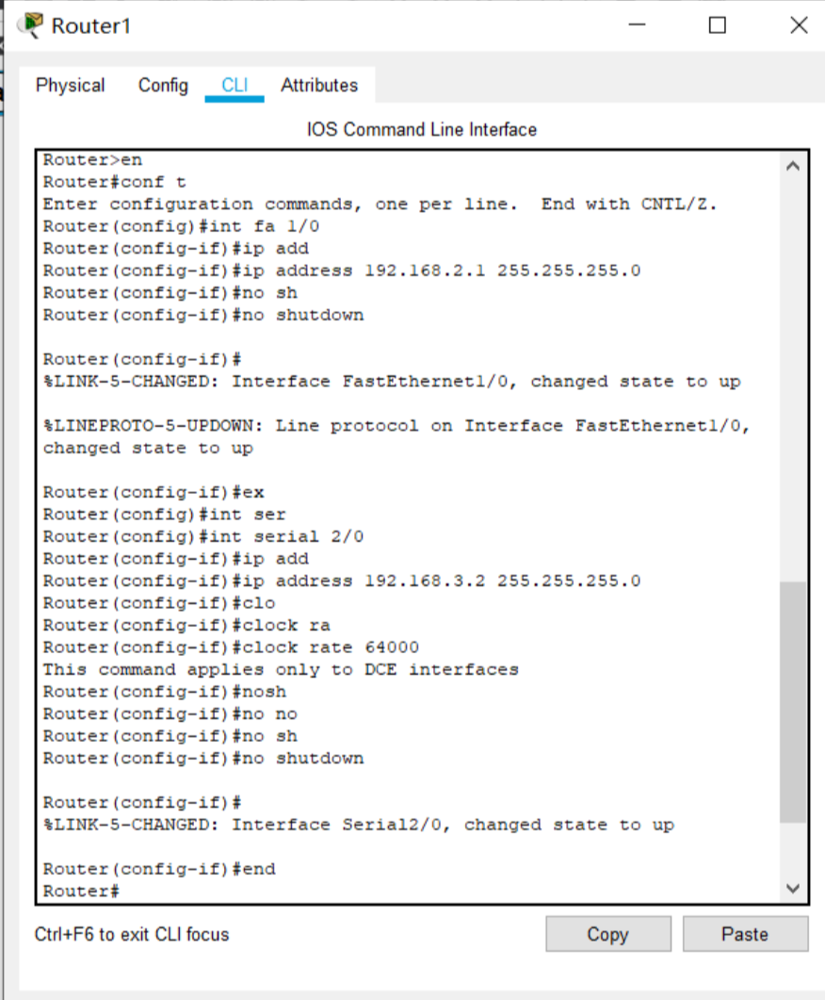 Router1
Physical Config CLI Attributes
IOS Command Line Interface
Router>en
Router#conf t
Enter configuration commands, one per line.  End with CNTL/Z.
Router(config)#int fa 1/0
Router(config-if)#ip add
Router(config-if)#ip address 192.168.2.1 255.255.255.0
Router(config-if)#no sh
Router(config-if)#no shutdown
Router(config-if)#
%LINK-5-CHANGED: Interface FastEthernet1/0, changed state to up
%LINEPROTO-5-UPDOWN: Line protocol on Interface FastEthernet1/0,
changed state to up
Router(config-if)#ex
Router(config)#int ser
Router(config)#int serial 2/0
Router(config-if)#ip add
Router(config-if)#ip address 192.168.3.2 255.255.255.0
Router(config-if)#clo
Router(config-if)#clock ra
Router(config-if)#clock rate 64000
This command applies only to DCE interfaces
Router(config-if)#nosh
Router(config-if)#no no
Router(config-if)#no sh
Router(config-if)#no shutdown
Router(config-if)#
%LINK-5-CHANGED: Interface Serial2/0, changed state to up
Router(config-if)#end
Router#
Ctrl+F6 to exit CLI focus Copy Paste